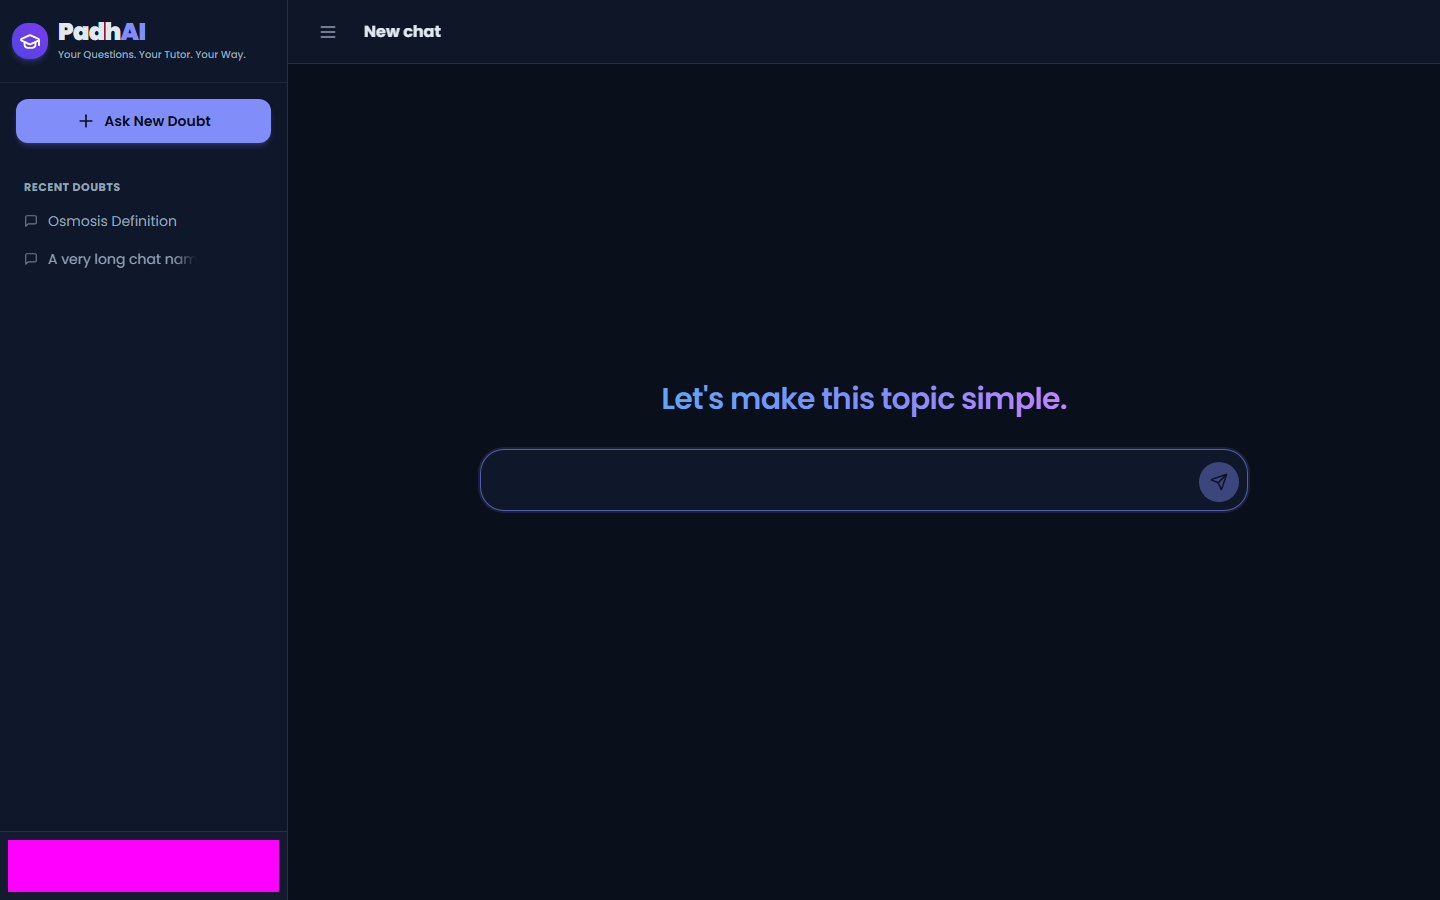 PadhAI
Your Questions. Your Tutor. Your Way.
Ask New Doubt
RECENT DOUBTS
Osmosis Definition
A very long chat nam
New chat
Let's make this topic simple.